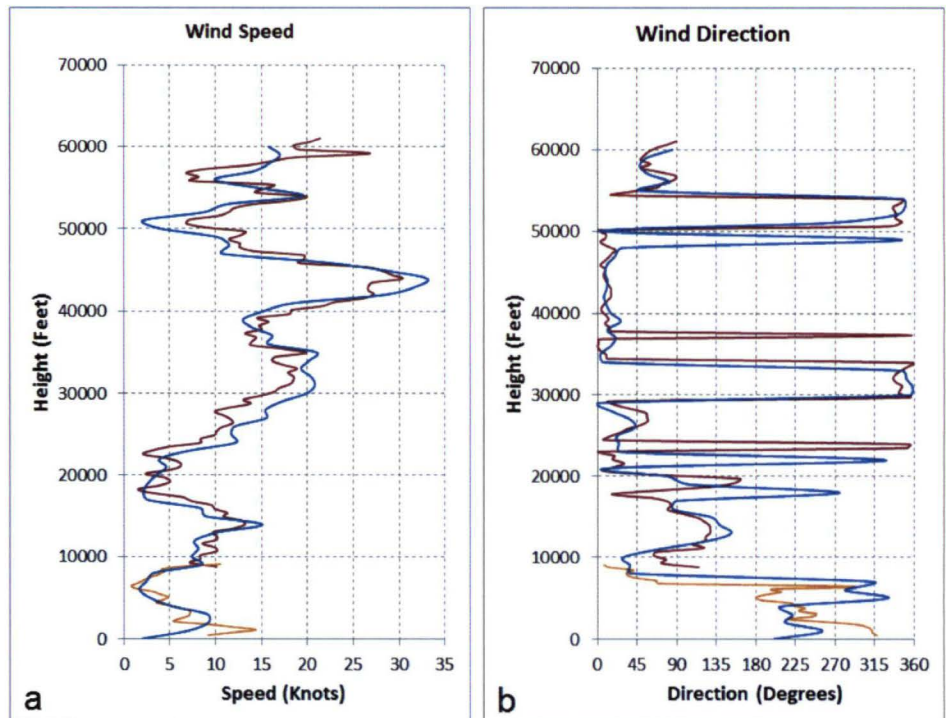 Wind Speed
70000
60000
50000
40000
30000
20000
10000
0
Height (Feet)
0 5 10 15 20 25 30 35
Speed (Knots)
a
Wind Direction
70000
60000
50000
40000
30000
20000
10000
0
Height (Feet)
0 45 90 135 180 225 270 315 360
Direction (Degrees)
b